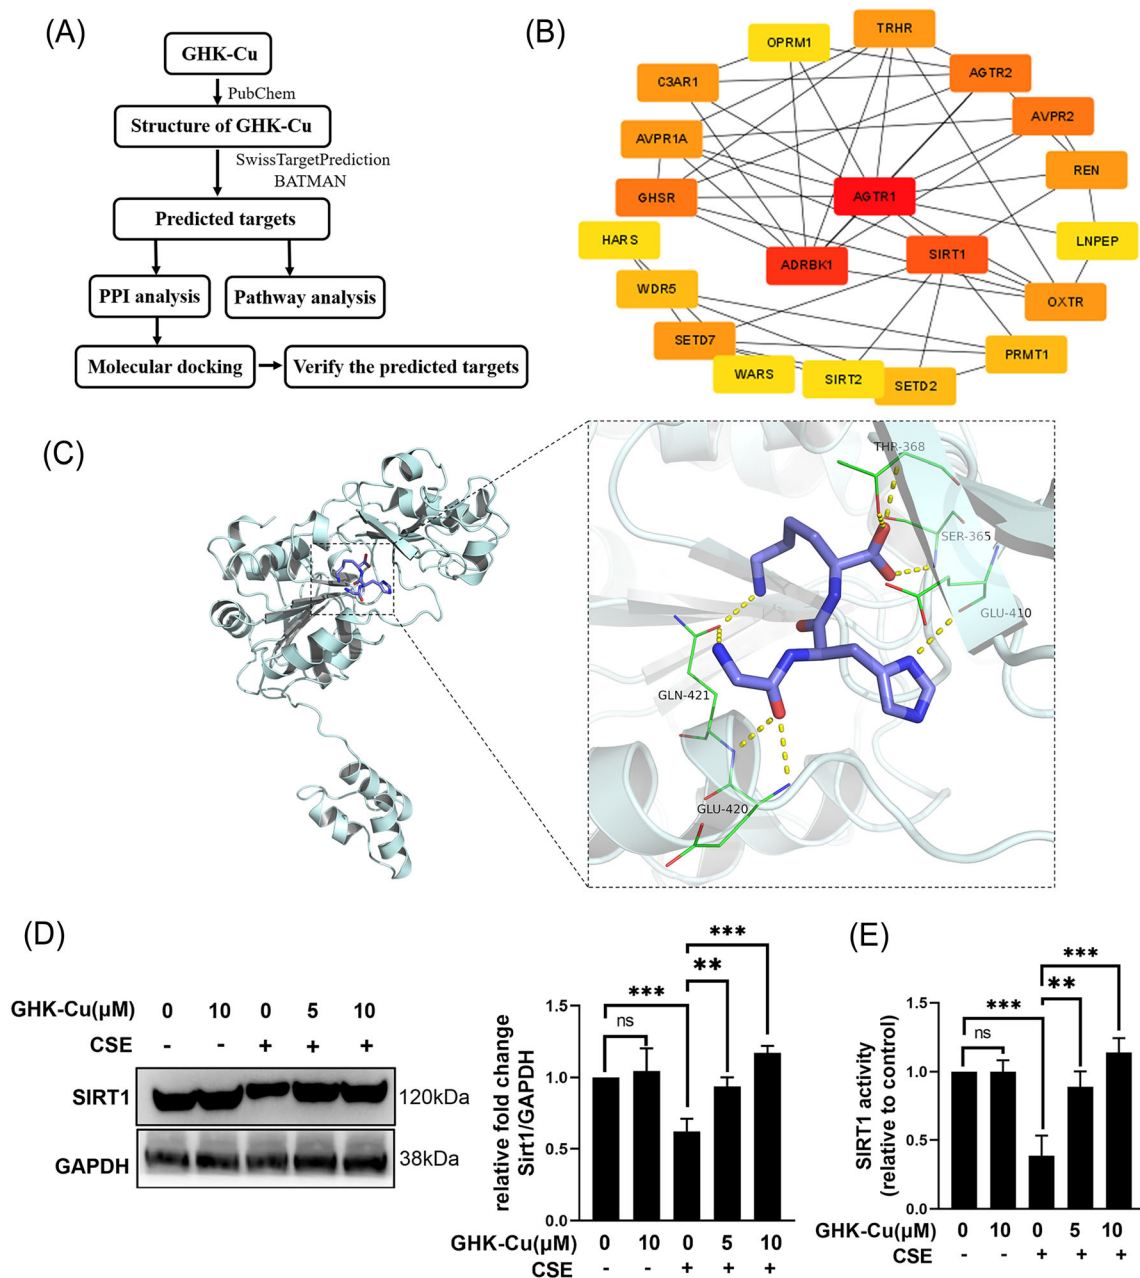 (A)
GHK-Cu
PubChem
Structure of GHK-Cu
SwissTargetPrediction
BATMAN
Predicted targets
PPI analysis
Pathway analysis
Molecular docking
Verify the predicted targets
(B)
TRHR
OPRM1
AGTR2
C3AR1
AVPR2
AVPR1A
REN
GHSR
AGTR1
HARS
LNPEP
ADRBK1
SIRT1
WDR5
OXTR
SETD7
PRMT1
WARS
SIRT2
SETD2
(C)
THR-368
SER-365
GLU-410
GLN-421
GLU-420
(D)
GHK-Cu(μM) 0 10 0 5 10
CSE - - + + +
SIRT1
120kDa
GAPDH
38kDa
relative fold change
Sirt1/GAPDH
1.5
1.0
0.5
0.0
ns
***
**
***
GHK-Cu(μM) 0 10 0 5 10
CSE - - + + +
(E)
SIRT1 activity
(relative to control)
1.5
1.0
0.5
0.0
ns
***
**
***
GHK-Cu(μM) 0 10 0 5 10
CSE - - + + +